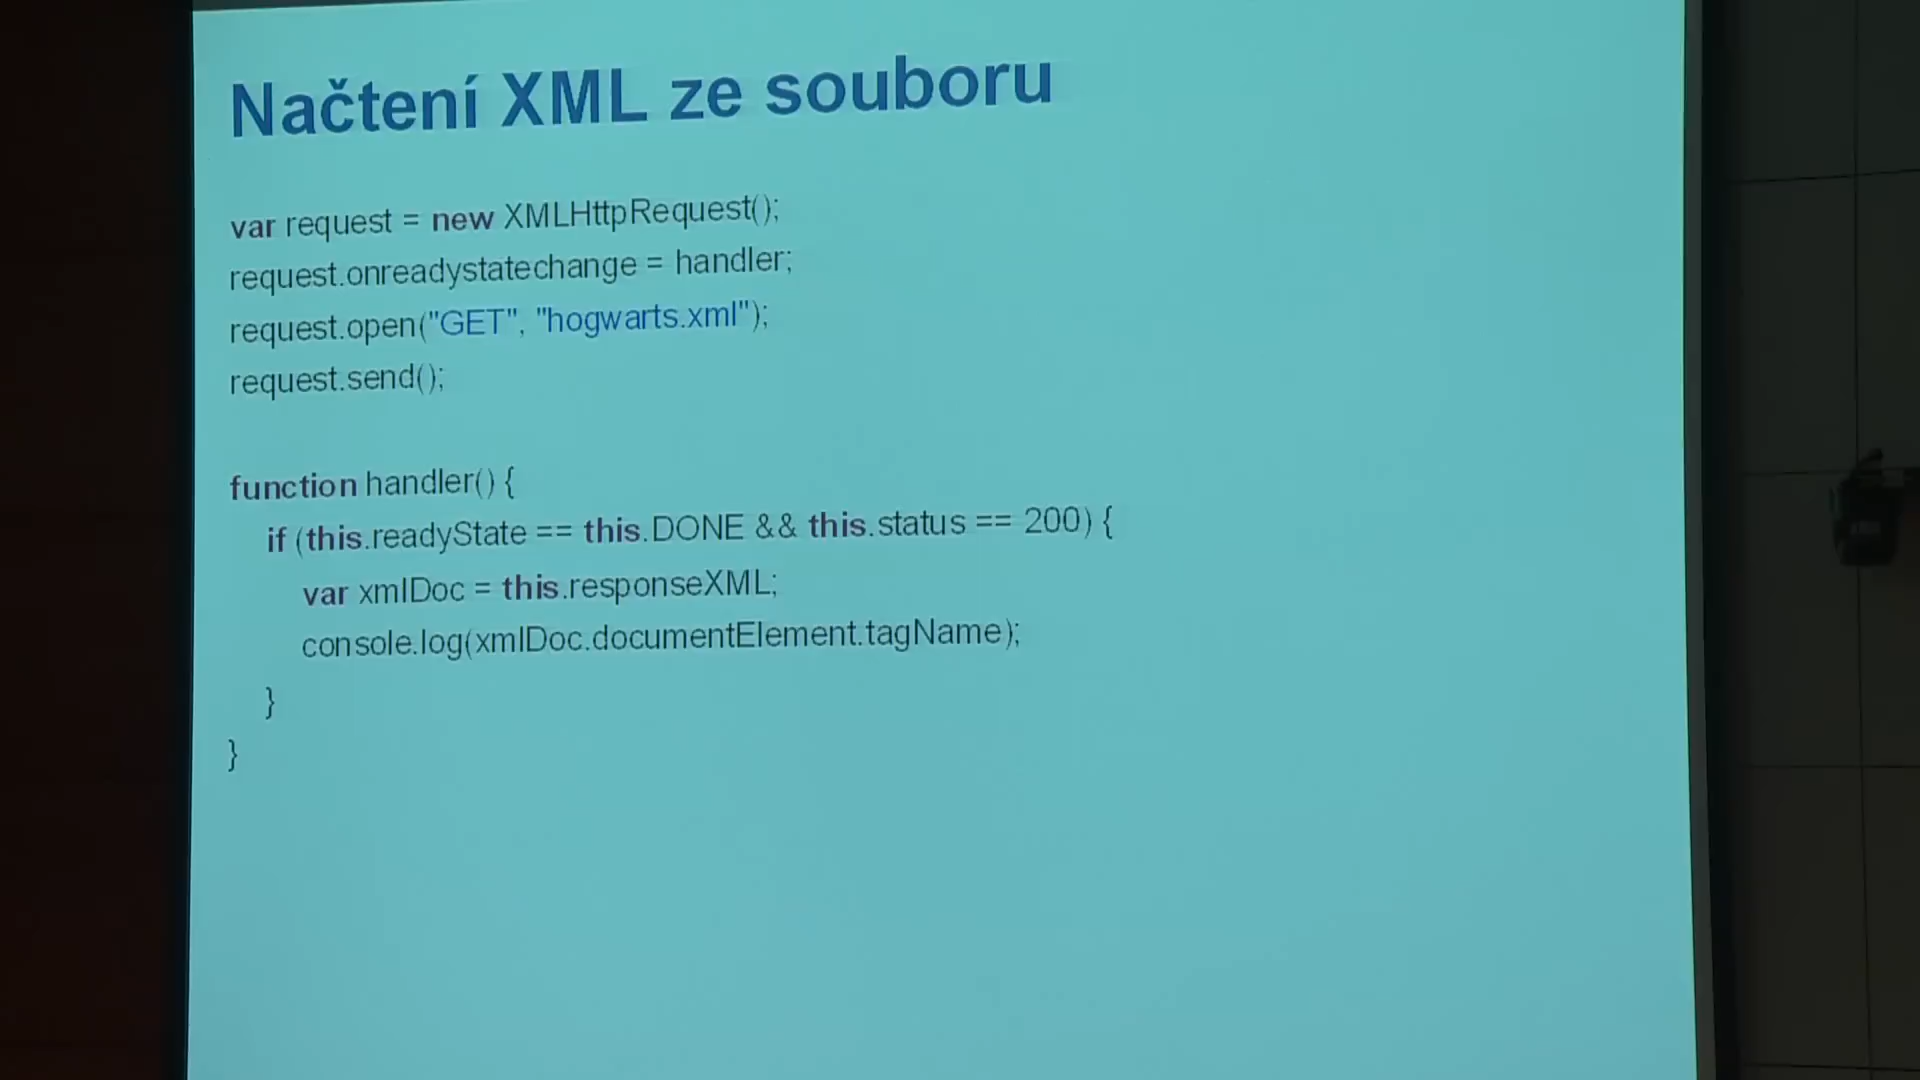 Načtení XML ze souboru
var request = new XMLHttpRequest();
request.onreadystatechange = handler;
request.open("GET", "hogwarts.xml");
request.send();
function handler() {
if (this.readyState == this.DONE && this.status == 200) {
var xmlDoc = this.responseXML;
console.log(xmlDoc.documentElement.tagName);
}
}